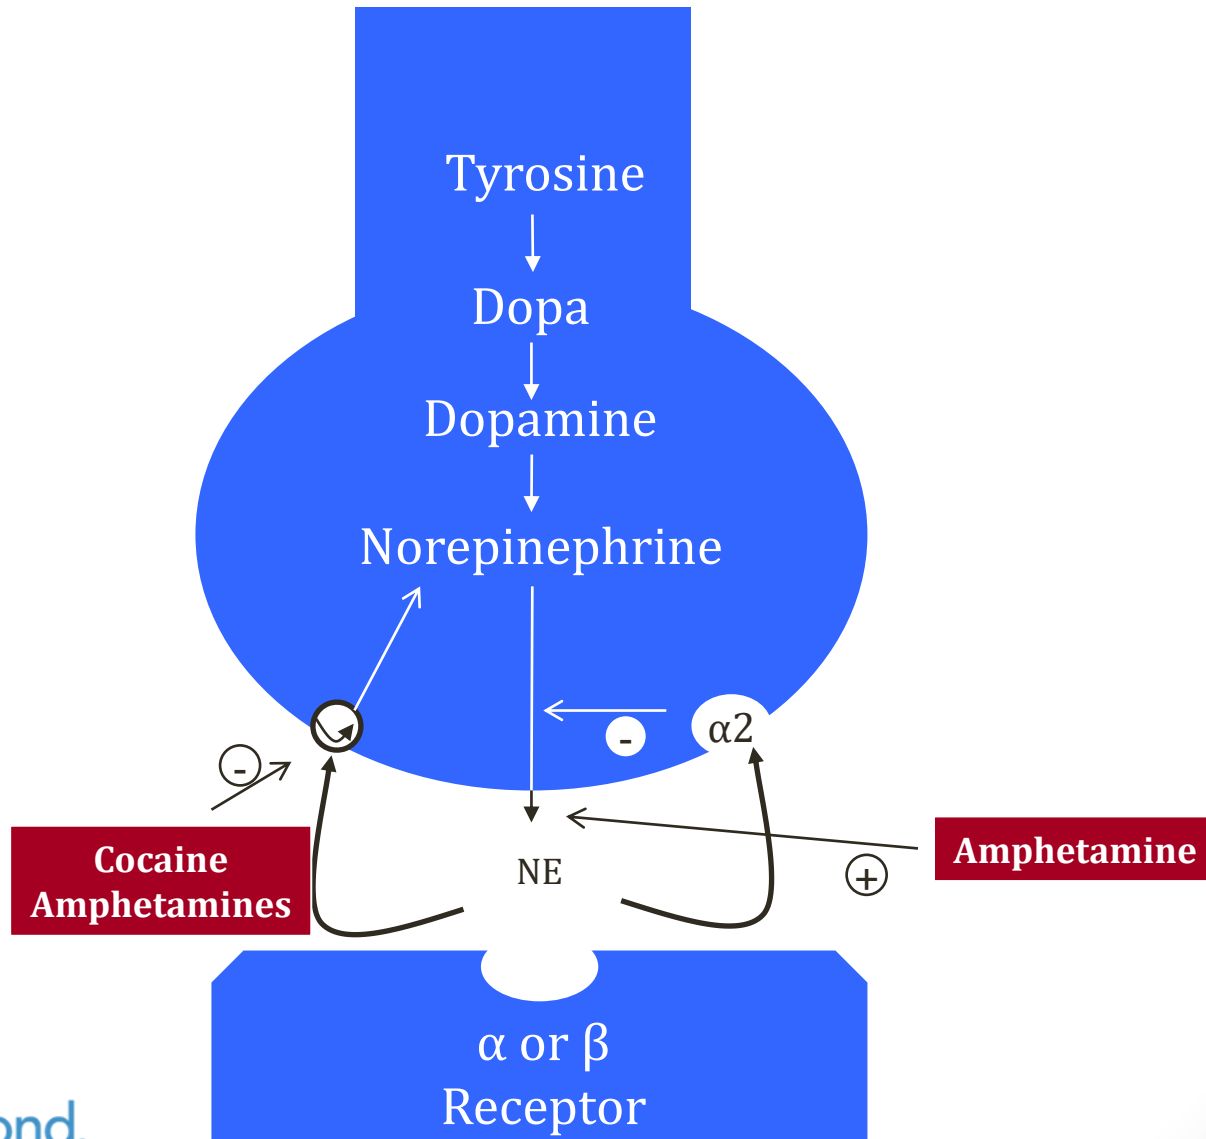 Tyrosine
Dopa
Dopamine
Norepinephrine
α2
-
-
Cocaine
Amphetamines
NE
Amphetamine
+
α or β
Receptor